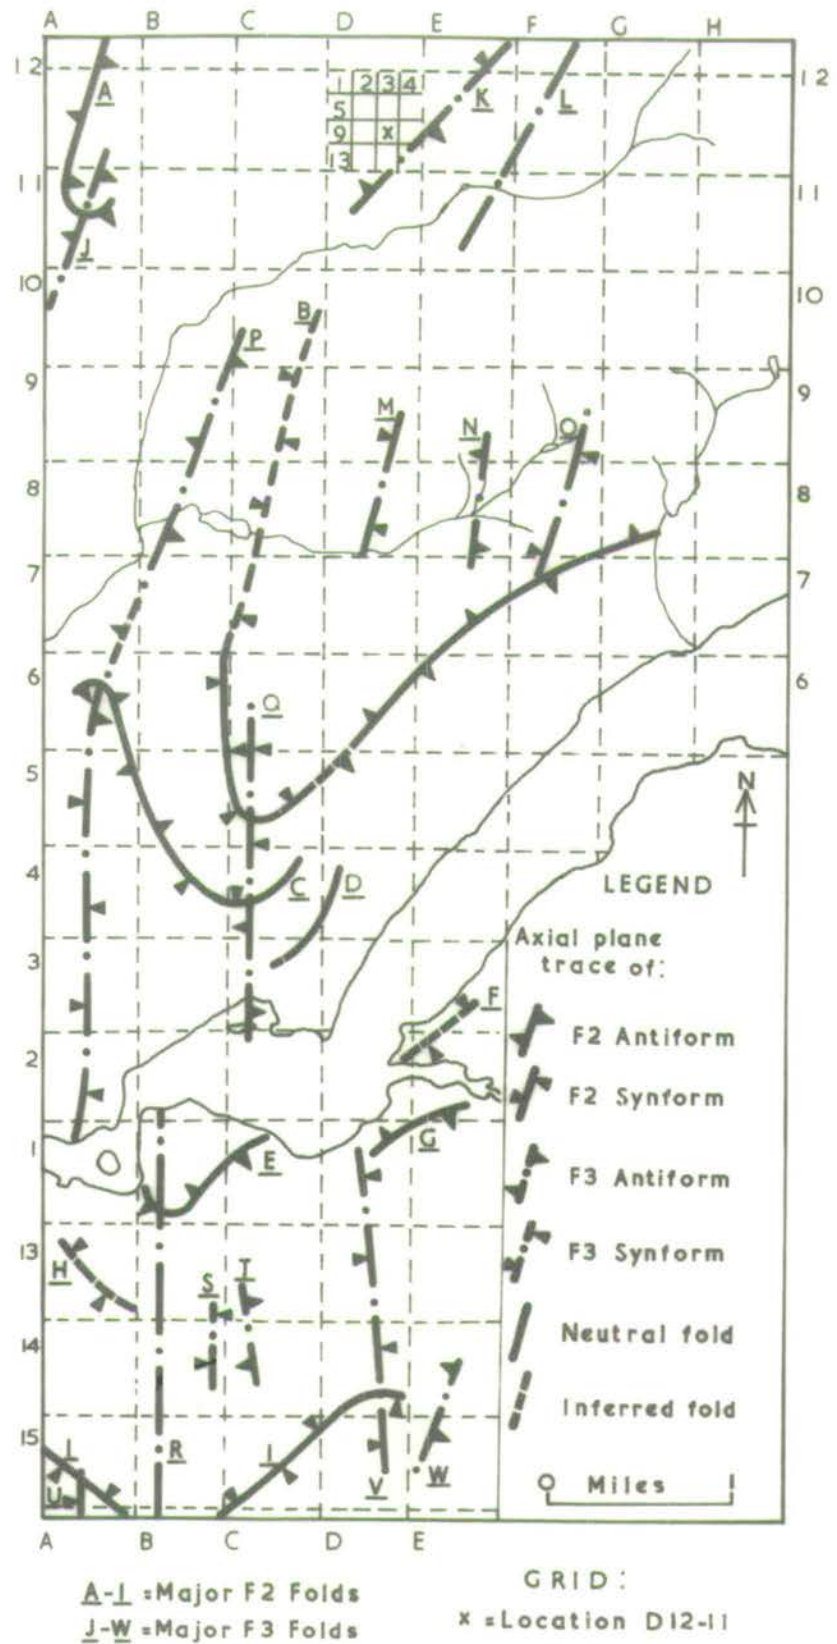 A B C D E F G H
12 12
1 2 3 4
5
9 x
13
A K L
11 11
J
10 10
B
P
9 9
M N O
8 8
7 7
6 6
Q
5
N
4
C D
LEGEND
3
Axial plane
trace of:
F
F2 Antiform
2
F2 Synform
1
E G
F3 Antiform
13
H S T
F3 Synform
14
Neutral fold
Inferred fold
15
I R I
U V W
O Miles 1
A B C D E
A-I =Major F2 Folds
J-W =Major F3 Folds
GRID:
x =Location D12-11